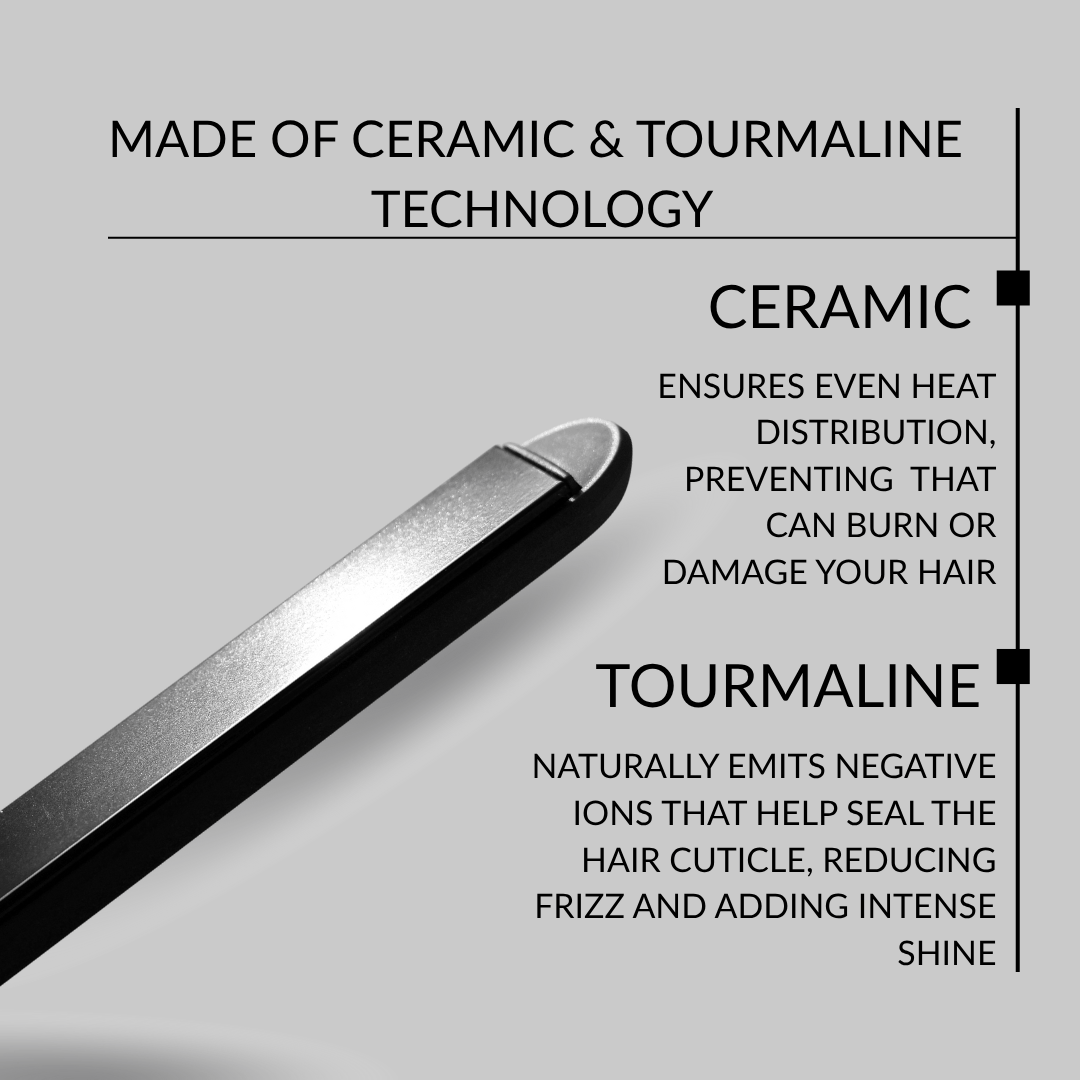 MADE OF CERAMIC & TOURMALINE
TECHNOLOGY
CERAMIC
ENSURES EVEN HEAT
DISTRIBUTION,
PREVENTING  THAT
CAN BURN OR
DAMAGE YOUR HAIR
TOURMALINE
NATURALLY EMITS NEGATIVE
IONS THAT HELP SEAL THE
HAIR CUTICLE, REDUCING
FRIZZ AND ADDING INTENSE
SHINE